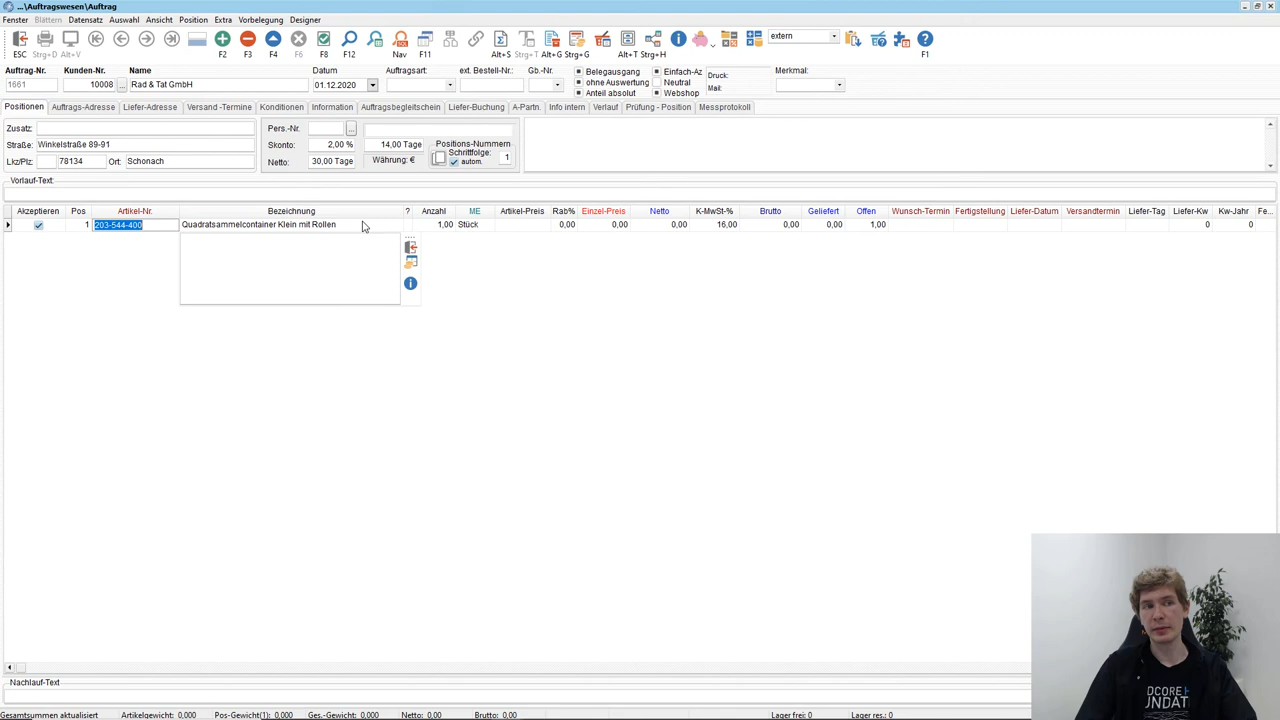 ...\Auftragswesen\Auftrag
Fenster Blättern Datensatz Auswahl Ansicht Position Extra Vorbelegung Designer
ESC Strg+D Alt+V F2 F3 F4 F6 F8 F12 Nav F11 Alt+S Strg+T Alt+G Strg+G Alt+T Strg+H extern F1
Auftrag-Nr. Kunden-Nr. Name Datum Auftragsart: ext. Bestell-Nr.: Gb.-Nr.: Belegausgang Einfach-Az Druck: Merkmal:
1661 10008 ... Rad & Tat GmbH 01.12.2020 ohne Auswertung Neutral Mail:
Anteil absolut Webshop
Positionen Auftrags-Adresse Liefer-Adresse Versand -Termine Konditionen Information Auftragsbegleitschein Liefer-Buchung A-Partn. Info intern Verlauf Prüfung - Position Messprotokoll
Zusatz: Pers.-Nr. ...
Straße: Winkelstraße 89-91 Skonto: 2,00 % 14,00 Tage Positions-Nummern
Schrittfolge: 1
Lkz/Plz: 78134 Ort: Schonach Netto: 30,00 Tage Währung: € autom.
Vorlauf-Text:
Akzeptieren Pos Artikel-Nr. Bezeichnung ? Anzahl ME Artikel-Preis Rab% Einzel-Preis Netto K-MwSt-% Brutto Geliefert Offen Wunsch-Termin Fertigstellung Liefer-Datum Versandtermin Liefer-Tag Liefer-Kw Kw-Jahr Fe...
1 203-544-400 Quadratsammelcontainer Klein mit Rollen 1,00 Stück 0,00 0,00 0,00 16,00 0,00 0,00 1,00 0 0
Nachlauf-Text
Gesamtsummen aktualisiert Artikelgewicht: 0,000 Pos-Gewicht(1): 0,000 Ges.-Gewicht: 0,000 Netto: 0,00 Brutto: 0,00 Lager frei: 0 Lager res.: 0
DCORE
UNDAT